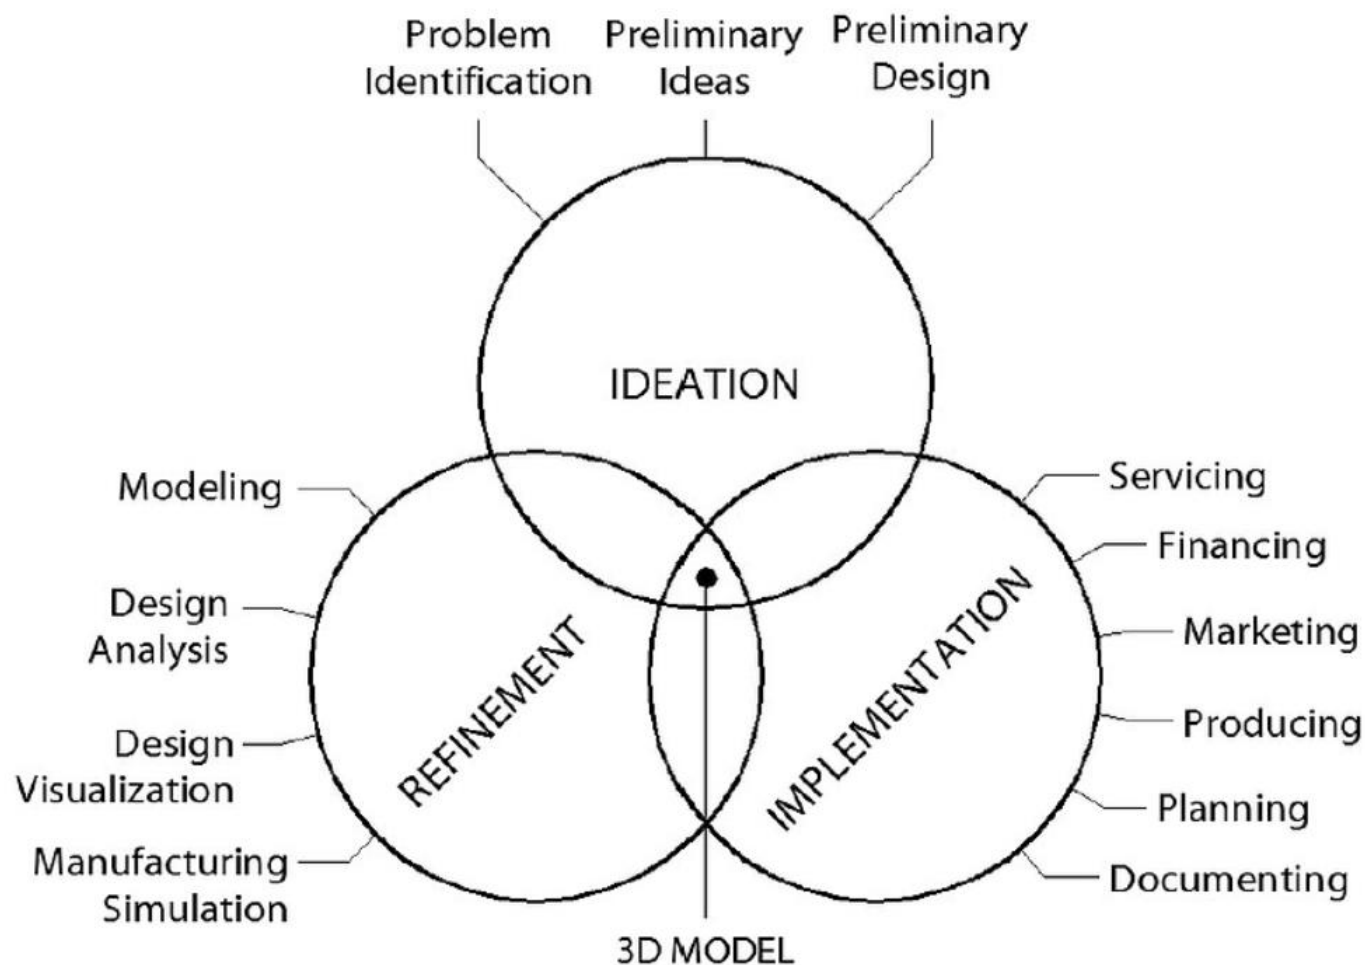 Problem
Identification
Preliminary
Ideas
Preliminary
Design
IDEATION
Modeling
Design
Analysis
Design
Visualization
Manufacturing
Simulation
REFINEMENT
IMPLEMENTATION
Servicing
Financing
Marketing
Producing
Planning
Documenting
3D MODEL